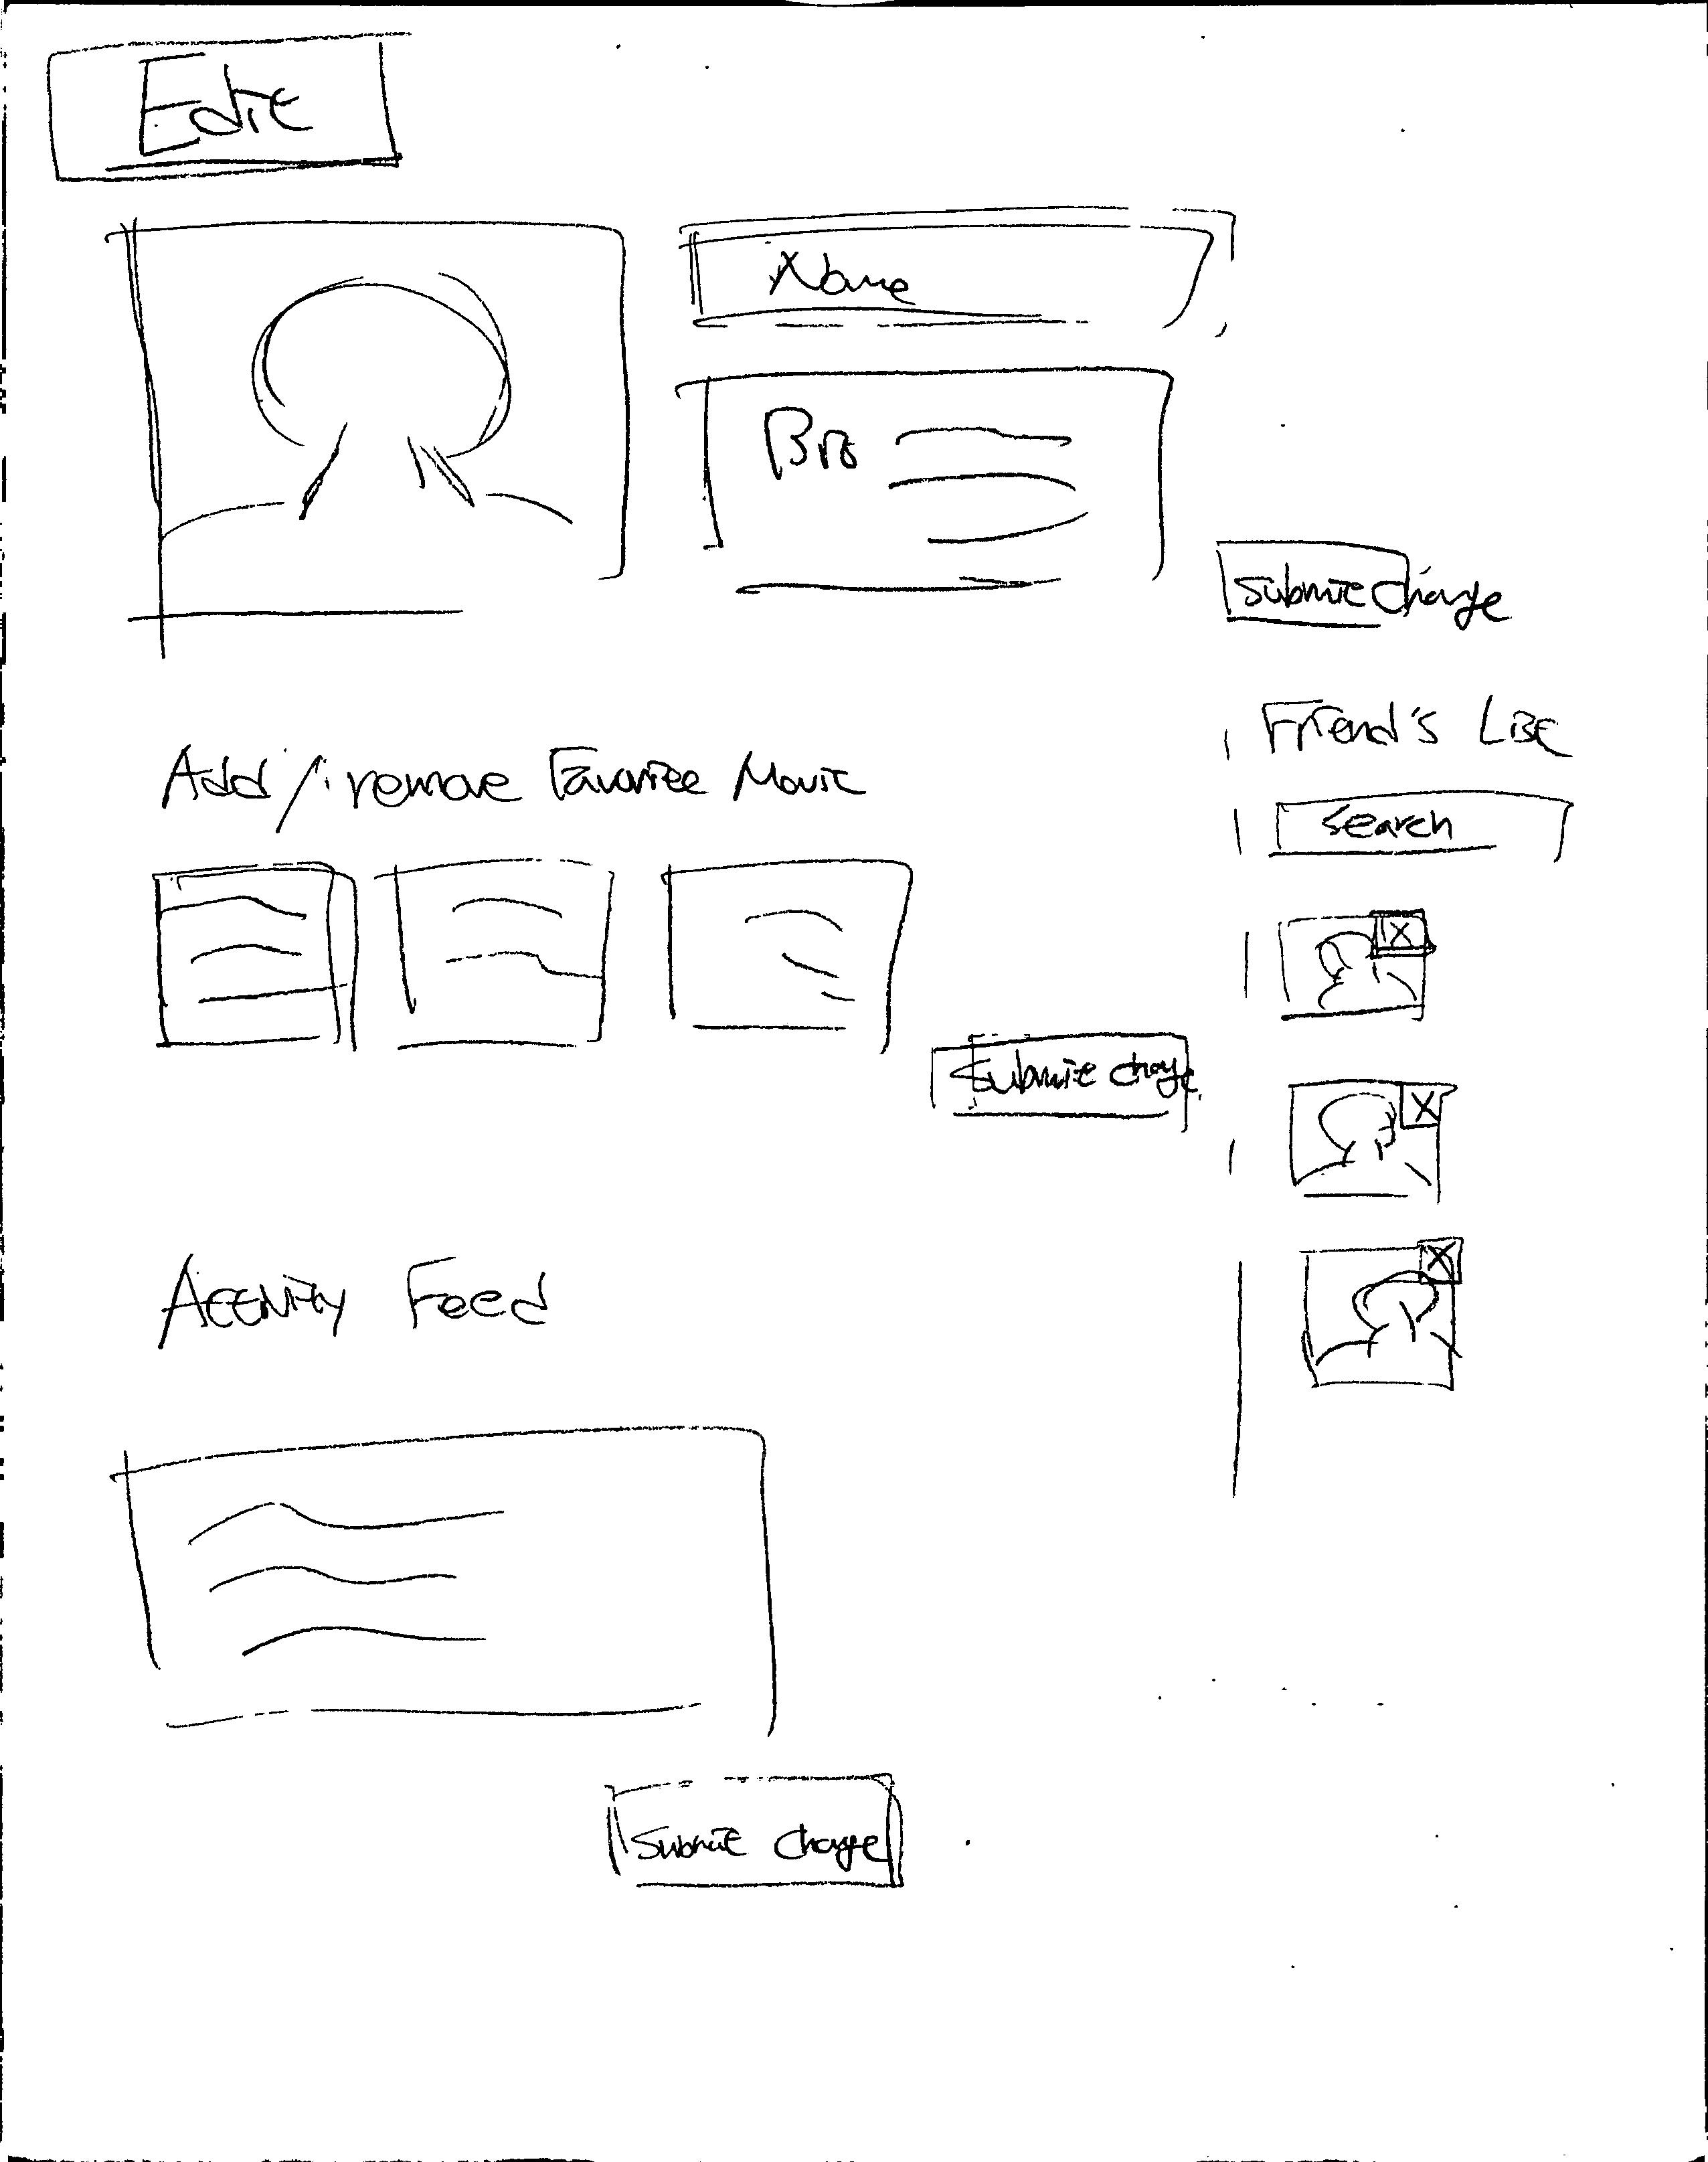 Edit
Name
Bio
Submit change
Friend's List
Add / remove Favorite Movie
Search
X
Submit change
X
Activity Feed
X
Submit change